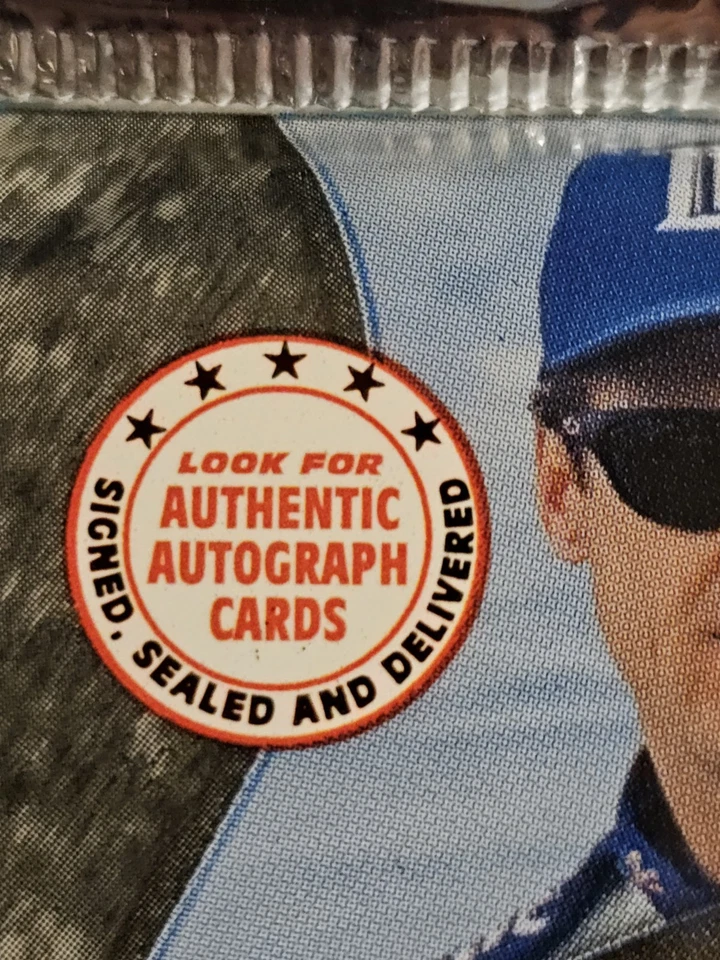 LOOK FOR
AUTHENTIC
AUTOGRAPH
CARDS
SIGNED, SEALED AND DELIVERED